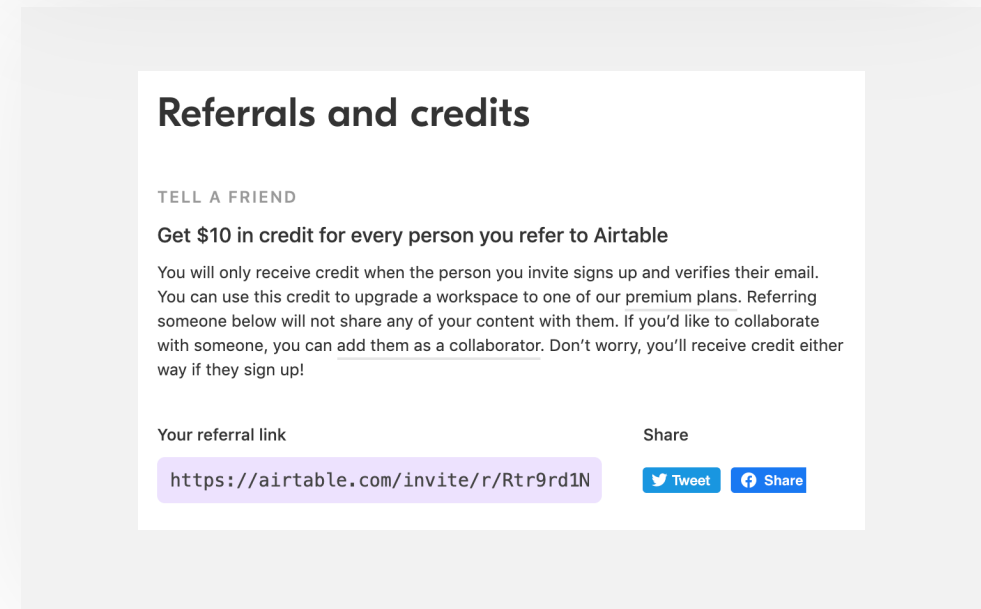 Referrals and credits
TELL A FRIEND
Get $10 in credit for every person you refer to Airtable
You will only receive credit when the person you invite signs up and verifies their email.
You can use this credit to upgrade a workspace to one of our premium plans. Referring
someone below will not share any of your content with them. If you’d like to collaborate
with someone, you can add them as a collaborator. Don’t worry, you’ll receive credit either
way if they sign up!
Your referral link
Share
https://airtable.com/invite/r/Rtr9rd1N
Tweet
Share